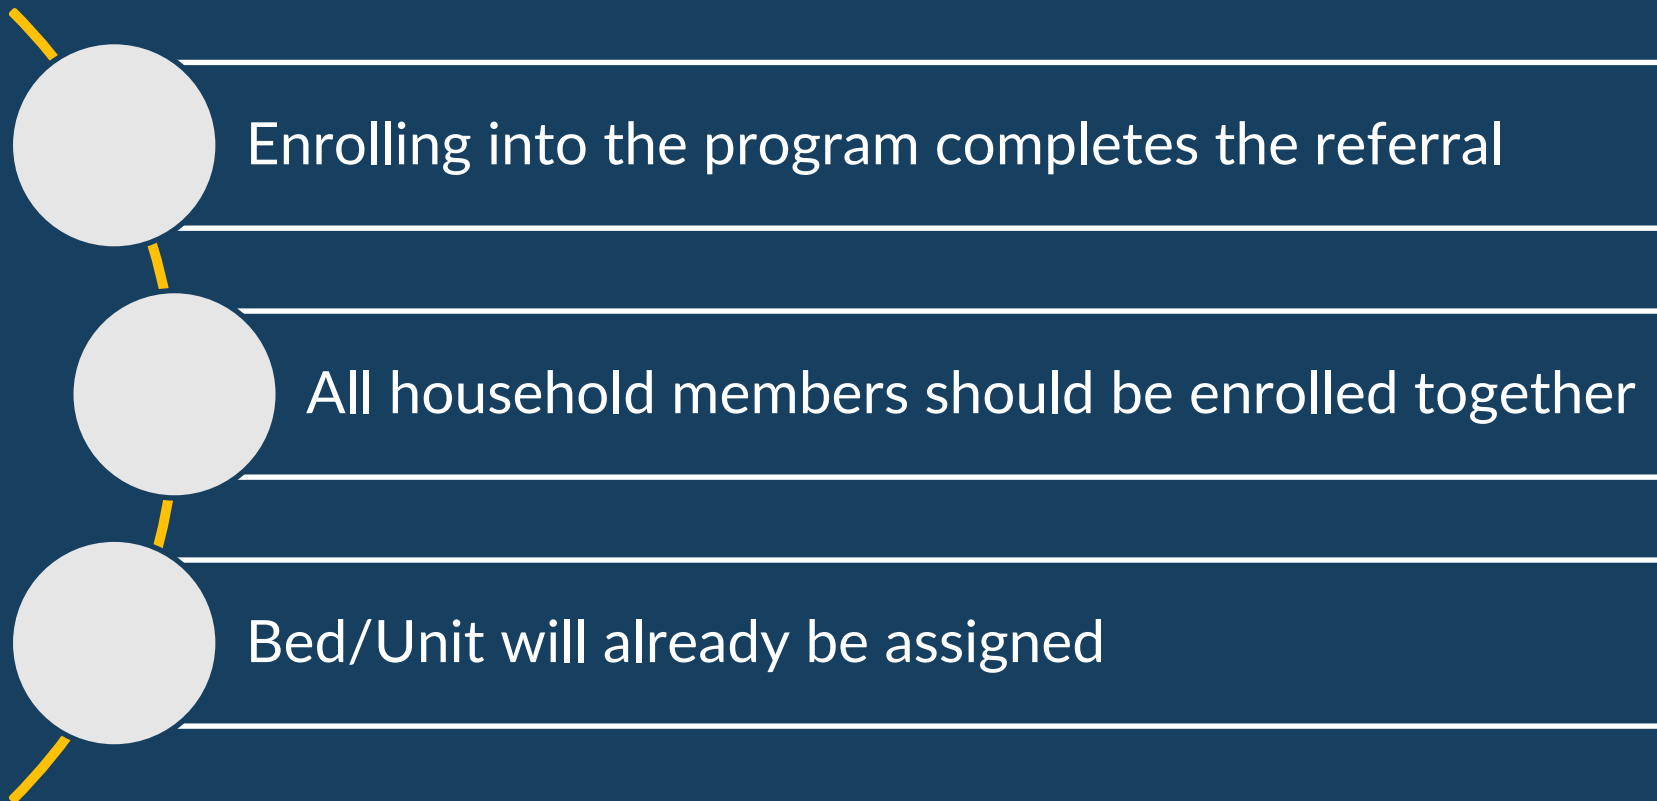 Enrolling into the program completes the referral
All household members should be enrolled together
Bed/Unit will already be assigned